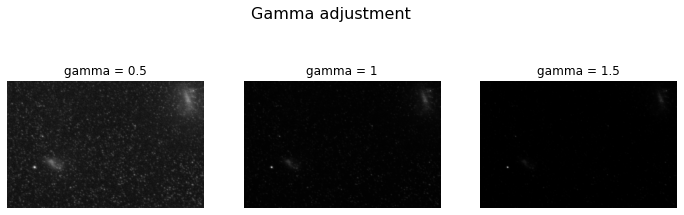 Gamma adjustment
gamma = 0.5
gamma = 1
gamma = 1.5